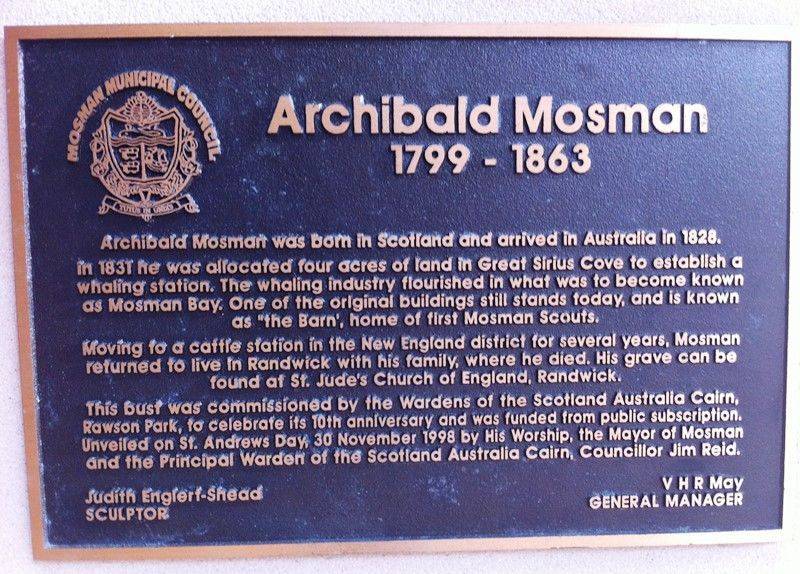 MOSMAN MUNICIPAL COUNCIL
TUTUS IN UNDIS
Archibald Mosman
1799 - 1863
Archibald Mosman was born in Scotland and arrived in Australia in 1828.
In 1831 he was allocated four acres of land in Great Sirius Cove to establish a
whaling station. The whaling industry flourished in what was to become known
as Mosman Bay. One of the original buildings still stands today, and is known
as "the Barn', home of first Mosman Scouts.
Moving to a cattle station in the New England district for several years, Mosman
returned to live in Randwick with his family, where he died. His grave can be
found at St. Jude's Church of England, Randwick.
This bust was commissioned by the Wardens of the Scotland Australia Cairn,
Rawson Park, to celebrate its 10th anniversary and was funded from public subscription.
Unveiled on St. Andrews Day, 30 November 1998 by His Worship, the Mayor of Mosman
and the Principal Warden of the Scotland Australia Cairn, Councillor Jim Reid.
Judith Englert-Shead
SCULPTOR
V H R May
GENERAL MANAGER